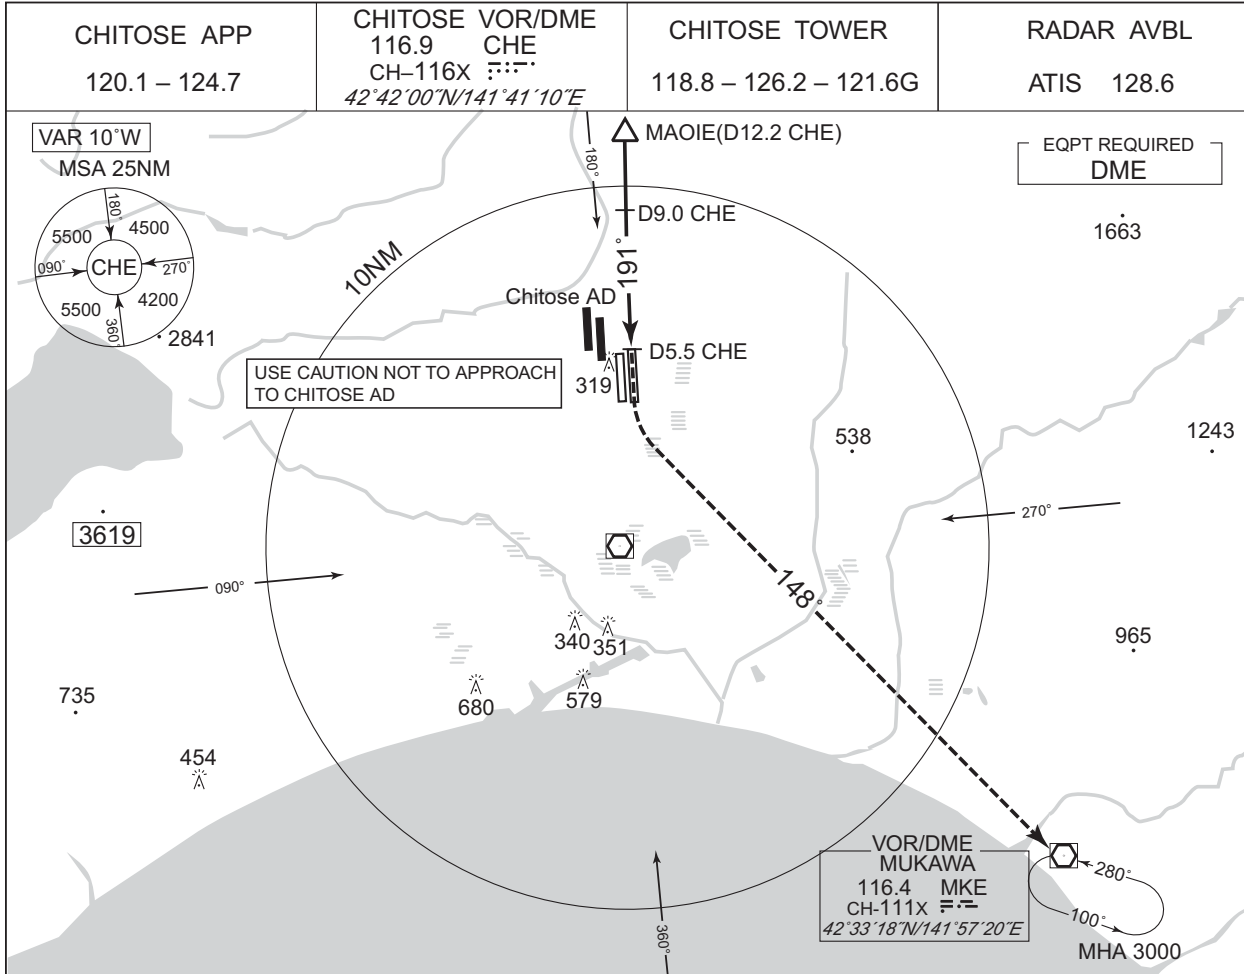 CHITOSE APP
120.1 – 124.7
CHITOSE VOR/DME
116.9 CHE
CH–116X
42°42´00˝N/141°41´10˝E
CHITOSE TOWER
118.8 – 126.2 – 121.6G
RADAR AVBL
ATIS 128.6
VAR 10°W
MSA 25NM
180°
5500
4500
090°
CHE
270°
5500
4200
360°
2841
180°
MAOIE(D12.2 CHE)
EQPT REQUIRED
DME
D9.0 CHE
1663
10NM
191°
Chitose AD
D5.5 CHE
USE CAUTION NOT TO APPROACH
TO CHITOSE AD
319
538
1243
3619
270°
090°
148°
340
351
965
680
579
735
454
VOR/DME
MUKAWA
116.4 MKE
CH-111X
42°33´18˝N/141°57´20˝E
280°
100°
360°
MHA 3000